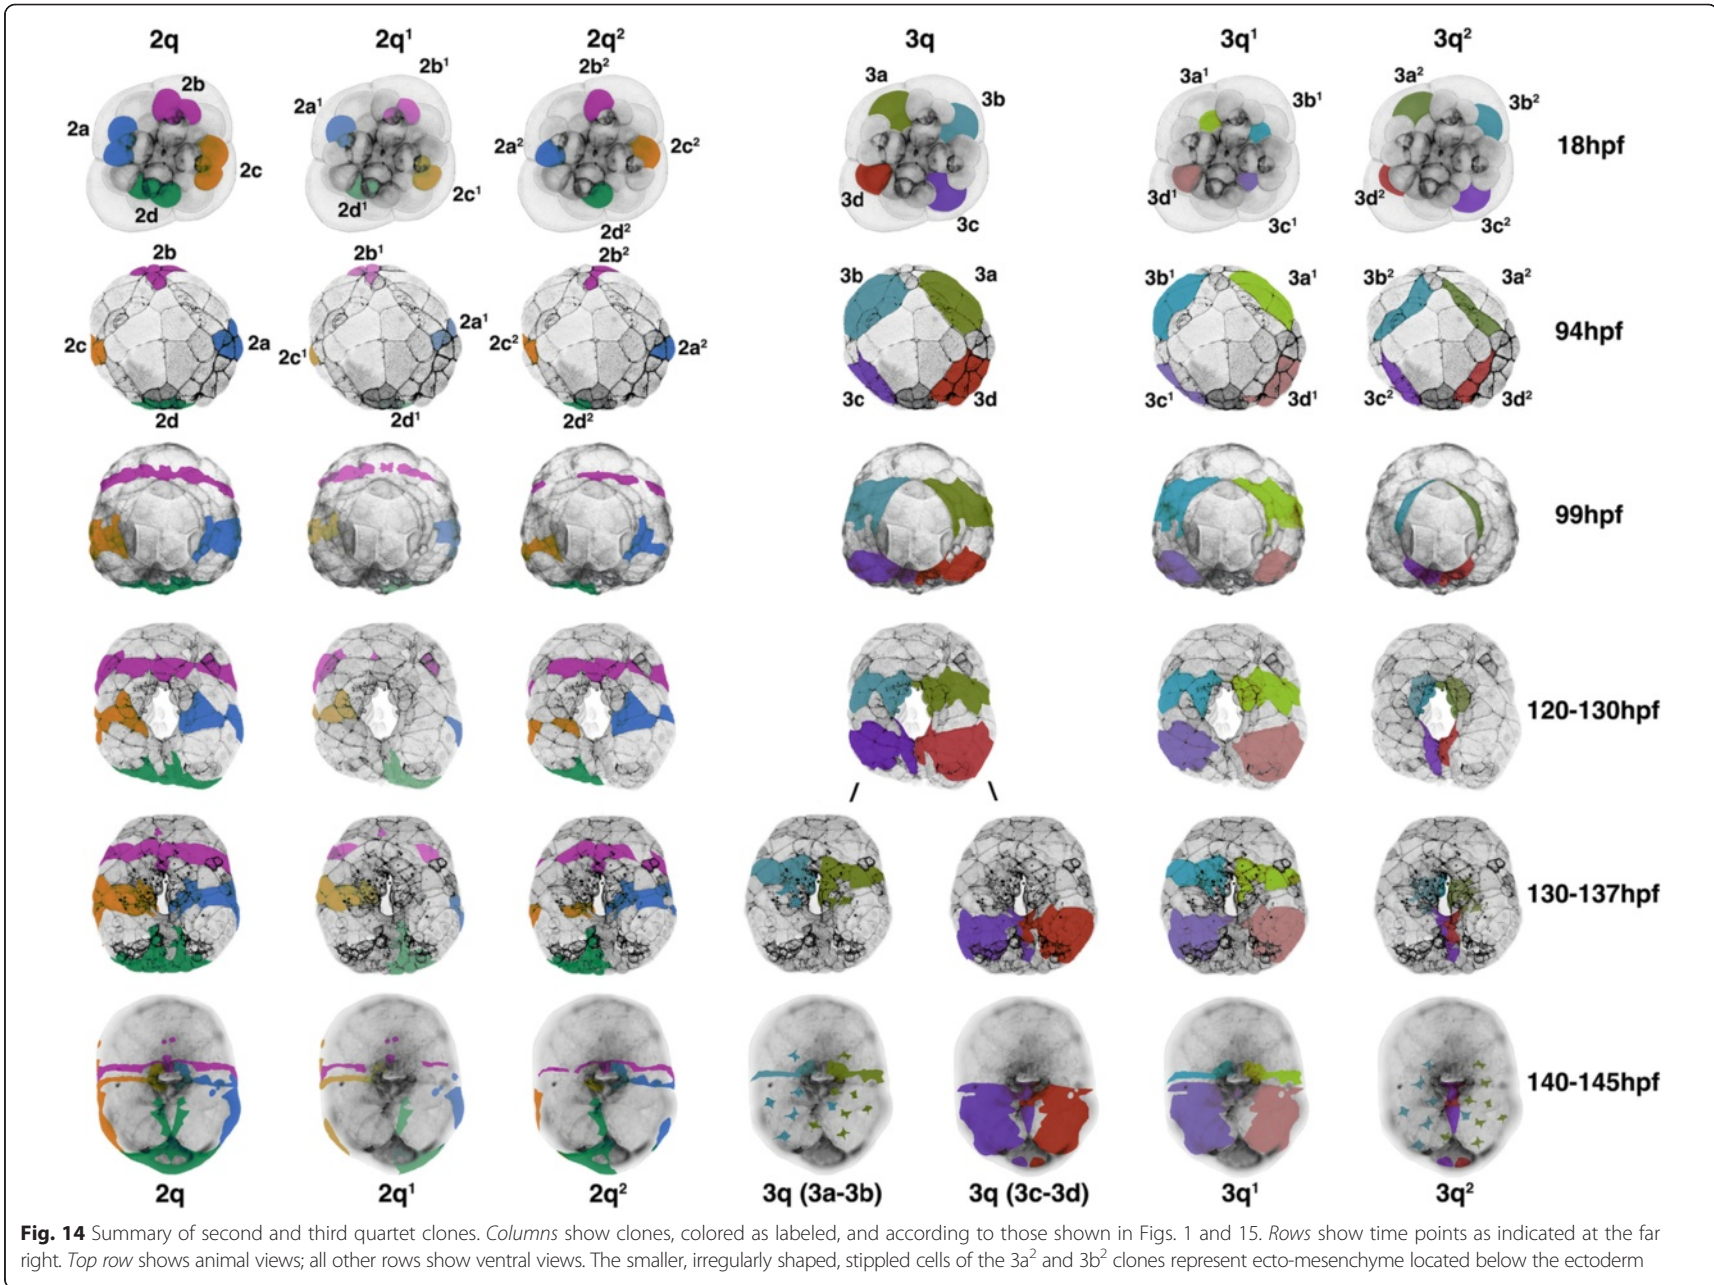 2q 2q¹ 2q² 3q 3q¹ 3q²
2b 2a 2c 2d
2b¹ 2a¹ 2c¹ 2d¹
2b² 2a² 2c² 2d²
3a 3b 3d 3c
3a¹ 3b¹ 3d¹ 3c¹
3a² 3b² 3d² 3c²
18hpf
2b 2c 2a 2d
2b¹ 2a¹ 2c¹ 2d¹
2b² 2c² 2a² 2d²
3b 3a 3c 3d
3b¹ 3a¹ 3c¹ 3d¹
3b² 3a² 3c² 3d²
94hpf
99hpf
120-130hpf
130-137hpf
140-145hpf
2q 2q¹ 2q² 3q (3a-3b) 3q (3c-3d) 3q¹ 3q²
Fig. 14 Summary of second and third quartet clones. Columns show clones, colored as labeled, and according to those shown in Figs. 1 and 15. Rows show time points as indicated at the far
right. Top row shows animal views; all other rows show ventral views. The smaller, irregularly shaped, stippled cells of the 3a² and 3b² clones represent ecto-mesenchyme located below the ectoderm